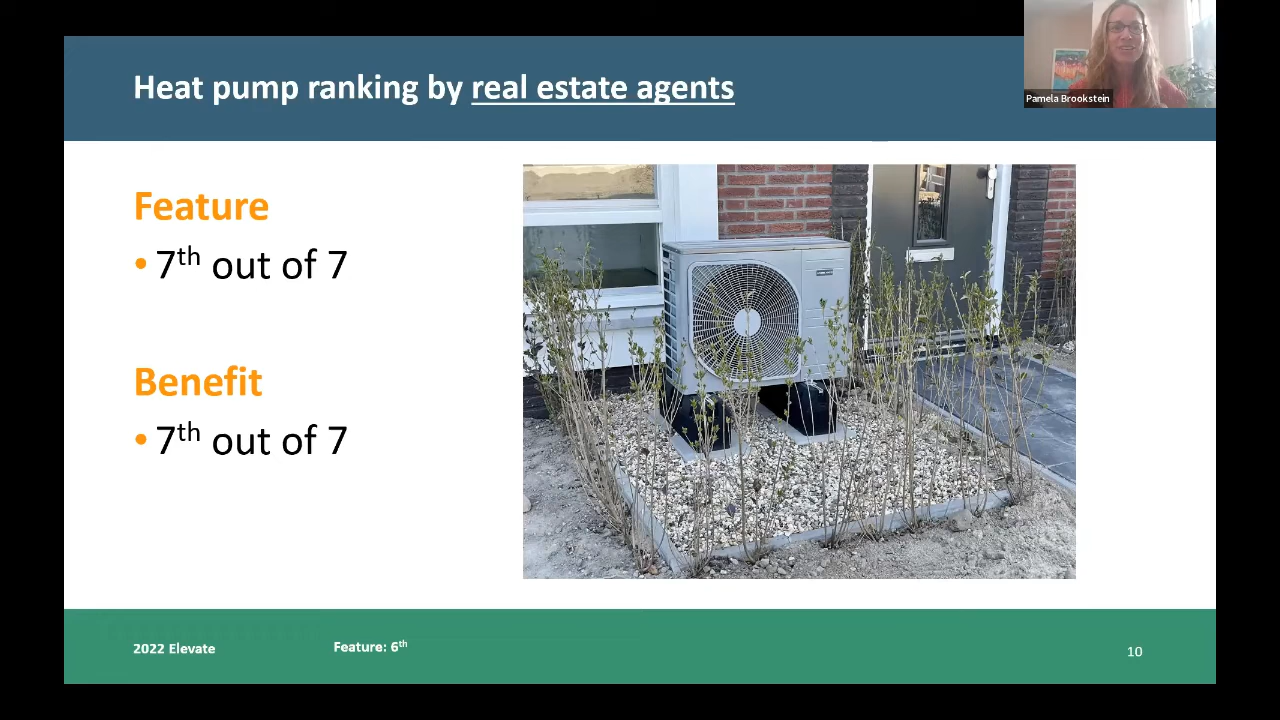 Heat pump ranking by real estate agents
Pamela Brookstein
Feature
• 7th out of 7
Benefit
• 7th out of 7
2022 Elevate
Feature: 6th
10